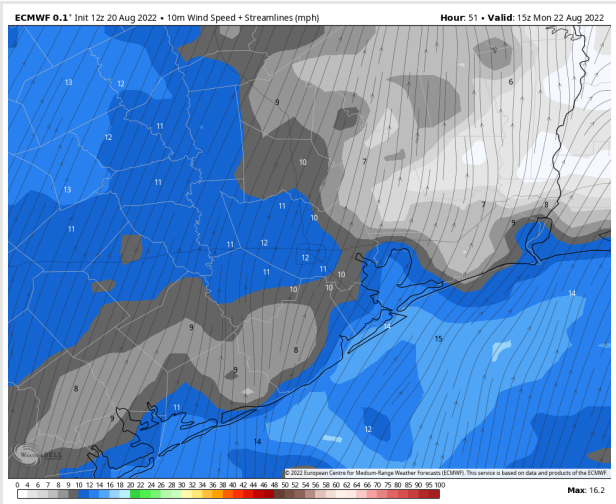 ECMWF 0.1° Init 12z 20 Aug 2022 • 10m Wind Speed + Streamlines (mph) Hour: 51 • Valid: 15z Mon 22 Aug 2022
13 12 6
9
11
12
10
7
11
13
11 7 8
10 9
11
11 12
12
11 11
10 10 10
14
14
9 15
8
9
8
11
9
12
14
WEATHERBELL
© 2022 European Centre for Medium-Range Weather Forecasts (ECMWF). This service is based on data and products of the ECMWF.
0 4 6 7 8 9 10 12 14 16 18 20 22 24 26 28 30 32 34 36 38 40 42 44 46 48 50 52 54 56 58 60 62 64 66 70 75 80 85 90 95 100
Max: 16.2